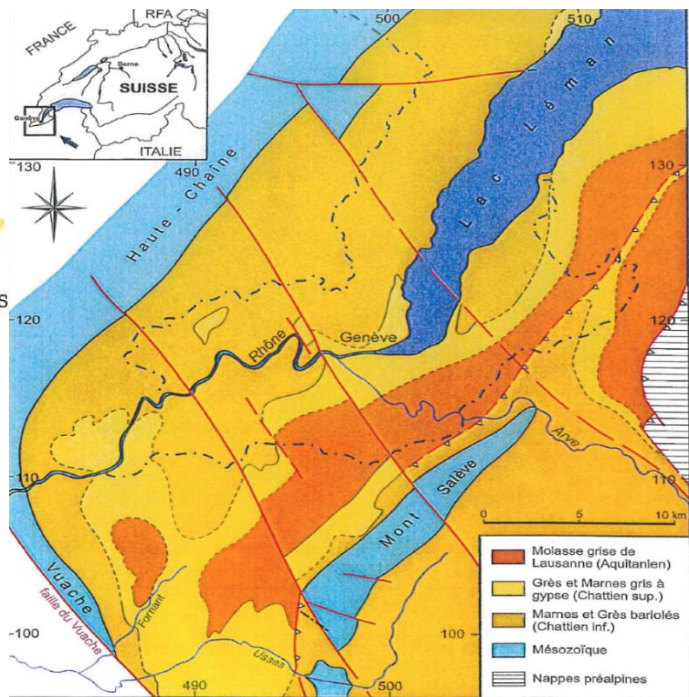 FRANCE
RFA
Berne
SUISSE
Genève
ITALIE
500
510
130
490
130
Haute - Chaîne
Lac Léman
s
120
120
Rhône
Genève
Arve
110
110
Mont Salève
Vuache
faille du Vuache
Fornant
Usses
100
100
490
500
0 5 10 km
Molasse grise de
Lausanne (Aquitanien)
Grès et Marnes gris à
gypse (Chattien sup.)
Marnes et Grès bariolés
(Chattien inf.)
Mésozoïque
Nappes préalpines